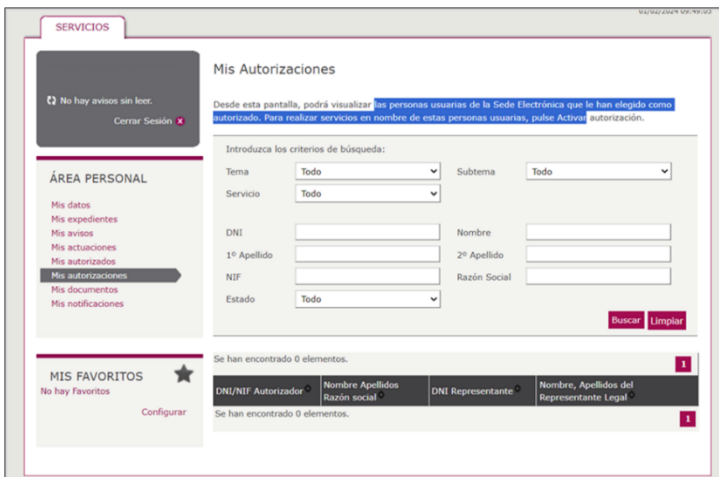 01/02/2024 09:49:03
SERVICIOS
No hay avisos sin leer.
Cerrar Sesión
ÁREA PERSONAL
Mis datos
Mis expedientes
Mis avisos
Mis actuaciones
Mis autorizados
Mis autorizaciones
Mis documentos
Mis notificaciones
MIS FAVORITOS
No hay Favoritos
Configurar
Mis Autorizaciones
Desde esta pantalla, podrá visualizar las personas usuarias de la Sede Electrónica que le han elegido como
autorizado. Para realizar servicios en nombre de estas personas usuarias, pulse Activar autorización.
Introduzca los criterios de búsqueda:
Tema Todo Subtema Todo
Servicio Todo
DNI Nombre
1º Apellido 2º Apellido
NIF Razón Social
Estado Todo
Buscar Limpiar
Se han encontrado 0 elementos.
1
DNI/NIF Autorizador Nombre Apellidos Razón social DNI Representante Nombre, Apellidos del Representante Legal
Se han encontrado 0 elementos.
1